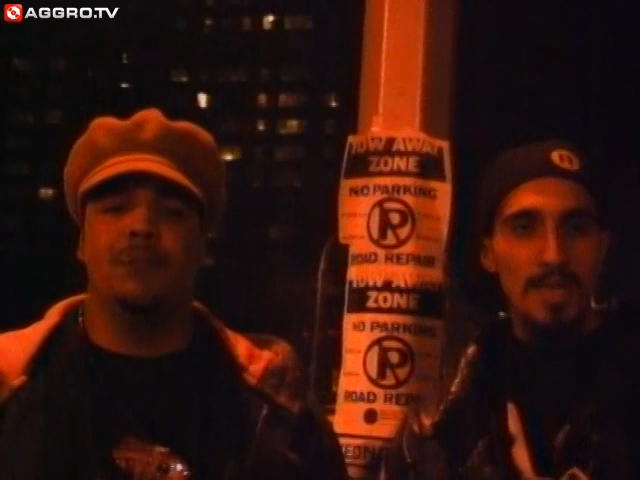 AGGRO.TV
TOW AWAY
ZONE
NO PARKING
P
ROAD REPAIR
TOW AWAY
ZONE
NO PARKING
P
ROAD REPAIR